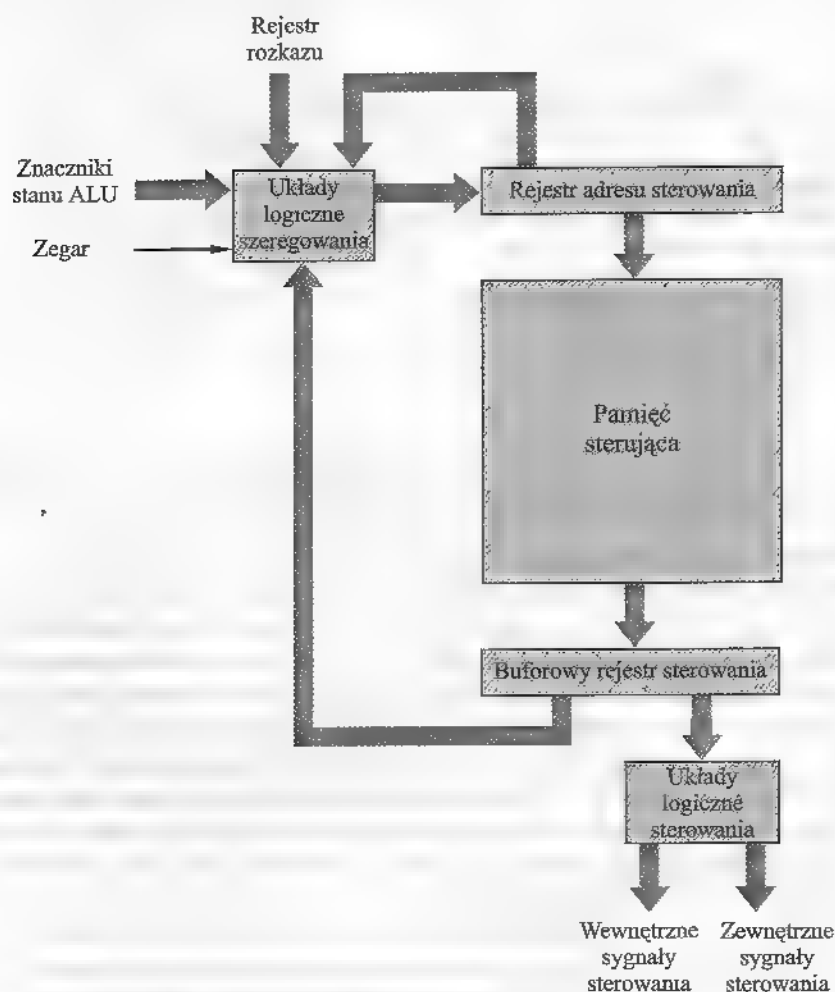 Rejestr
rozkazu
Znaczniki
stanu ALU
Zegar
Układy
logiczne
szeregowania
Rejestr adresu sterowania
Pamięć
sterująca
Buforowy rejestr sterowania
Układy
logiczne
sterowania
Wewnętrzne
sygnały
sterowania
Zewnętrzne
sygnały
sterowania